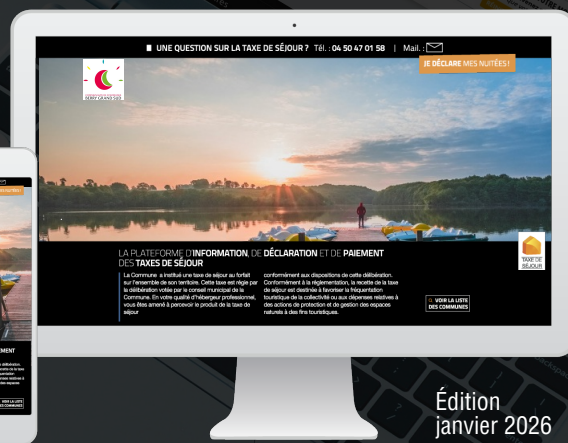 UNE QUESTION SUR LA TAXE DE SÉJOUR ? Tél. : 04 50 47 01 58 | Mail. :
JE DÉCLARE MES NUITÉES !
BERRY GRAND SUD
LA PLATEFORME D'INFORMATION, DE DÉCLARATION ET DE PAIEMENT
DES TAXES DE SÉJOUR
La Commune a institué une taxe de séjour au forfait
sur l'ensemble de son territoire. Cette taxe est régie par
la délibération votée par le conseil municipal de la
Commune. En votre qualité d'hébergeur professionnel,
vous êtes amené à percevoir le produit de la taxe de
séjour
conformément aux dispositions de cette délibération.
Conformément à la réglementation, la recette de la taxe
de séjour est destinée à favoriser la fréquentation
touristique de la collectivité ou aux dépenses relatives à
des actions de protection et de gestion des espaces
naturels à des fins touristiques.
TAXE DE
SÉJOUR
VOIR LA LISTE
DES COMMUNES
Édition
janvier 2026